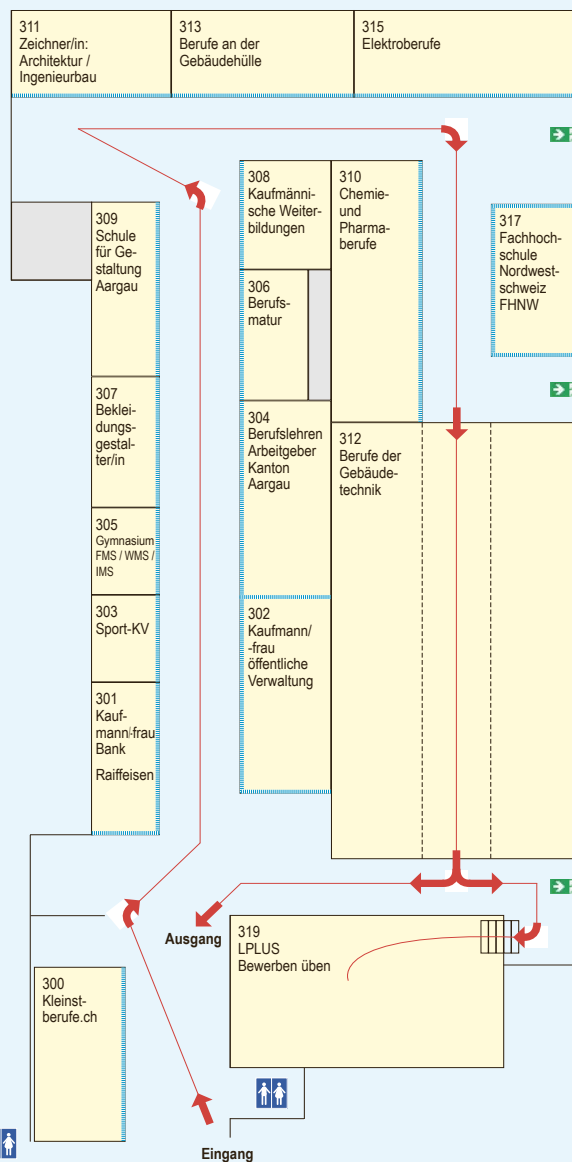 311
Zeichner/in:
Architektur /
Ingenieurbau
313
Berufe an der
Gebäudehülle
315
Elektroberufe
308
Kaufmänni-
sche Weiter-
bildungen
310
Chemie-
und
Pharma-
berufe
309
Schule
für Ge-
staltung
Aargau
317
Fachhoch-
schule
Nordwest-
schweiz
FHNW
306
Berufs-
matur
307
Beklei-
dungs-
gestal-
ter/in
304
Berufslehren
Arbeitgeber
Kanton
Aargau
312
Berufe der
Gebäude-
technik
305
Gymnasium
FMS / WMS /
IMS
303
Sport-KV
302
Kaufmann/
-frau
öffentliche
Verwaltung
301
Kauf-
mann/-frau
Bank
Raiffeisen
Ausgang
319
LPLUS
Bewerben üben
300
Kleinst-
berufe.ch
Eingang